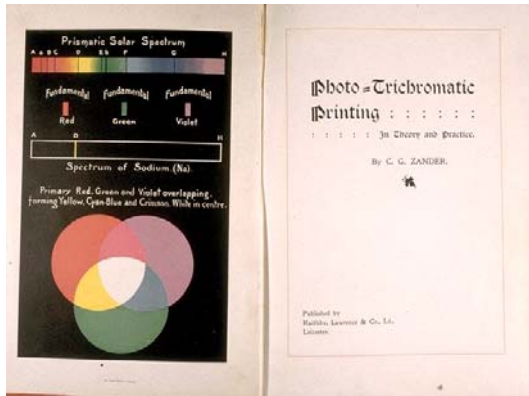 Prismatic Solar Spectrum
A a B C D E b F G H
Fundamental Fundamental Fundamental
Red Green Violet
A D H
Spectrum of Sodium (Na)
Primary Red, Green and Violet overlapping,
forming Yellow, Cyan-Blue and Crimson, White in centre.
Photo=Trichromatic
Printing : : : : : :
: : : : : In Theory and Practice.
By C. G. ZANDER.
Published by
Raithby, Lawrence & Co., Ld.,
Leicester.